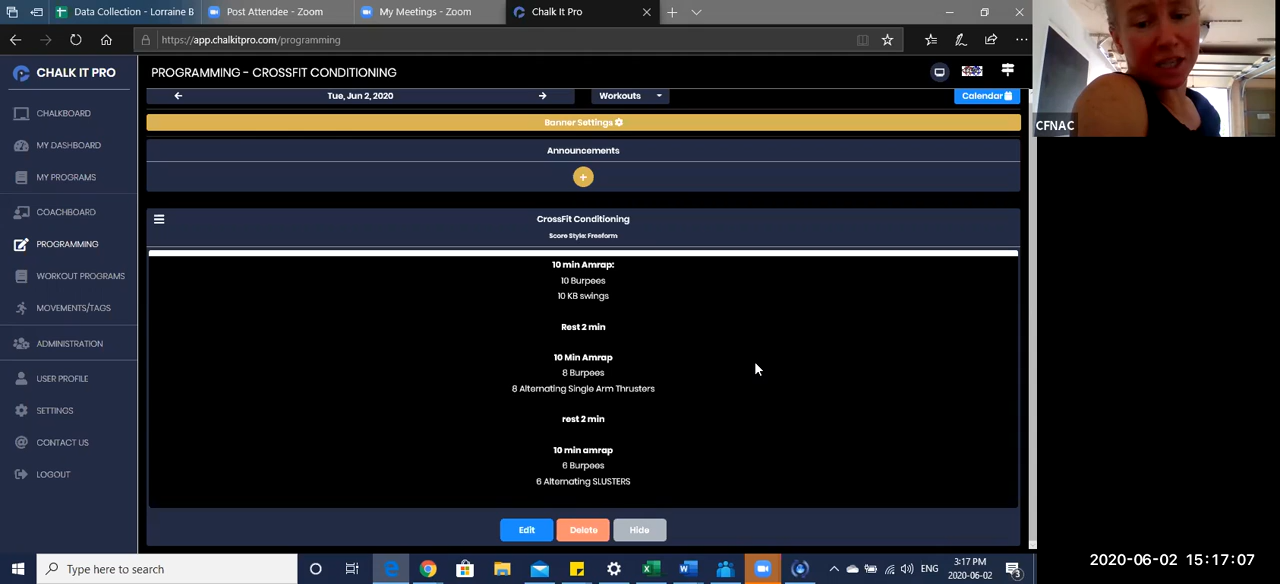 Data Collection - Lorraine B
Post Attendee - Zoom
My Meetings - Zoom
Chalk It Pro
https://app.chalkitpro.com/programming
CHALK IT PRO
PROGRAMMING - CROSSFIT CONDITIONING
Tue, Jun 2, 2020
Workouts
Calendar
Banner Settings
Announcements
CHALKBOARD
MY DASHBOARD
MY PROGRAMS
COACHBOARD
PROGRAMMING
WORKOUT PROGRAMS
MOVEMENTS/TAGS
ADMINISTRATION
USER PROFILE
SETTINGS
CONTACT US
LOGOUT
CrossFit Conditioning
Score Style: Freeform
10 min Amrap:
10 Burpees
10 KB swings
Rest 2 min
10 Min Amrap
8 Burpees
8 Alternating Single Arm Thrusters
rest 2 min
10 min amrap
6 Burpees
6 Alternating SLUSTERS
Edit
Delete
Hide
CFNAC
Type here to search
ENG
3:17 PM
2020-06-02
3
2020-06-02 15:17:07